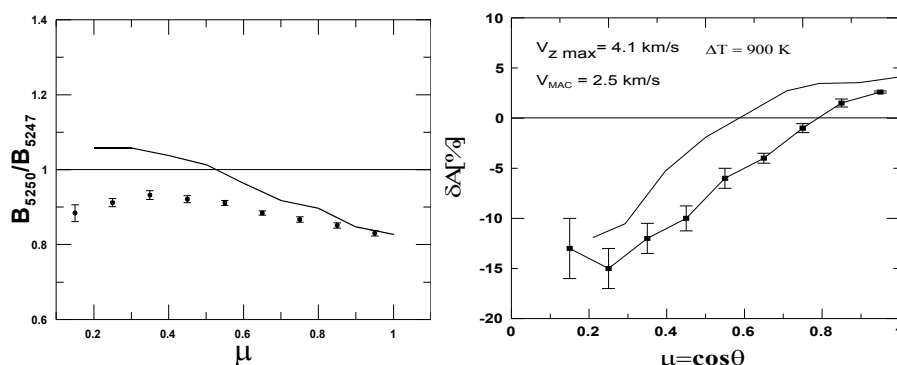 1.4
1.2
1
0.8
0.6
B5250/B5247
0.2 0.4 0.6 0.8 1
μ
VZ max= 4.1 km/s ΔT = 900 K
VMAC = 2.5 km/s
10
5
0
-5
-10
-15
-20
δA[%]
0 0.2 0.4 0.6 0.8 1
μ=cosθ